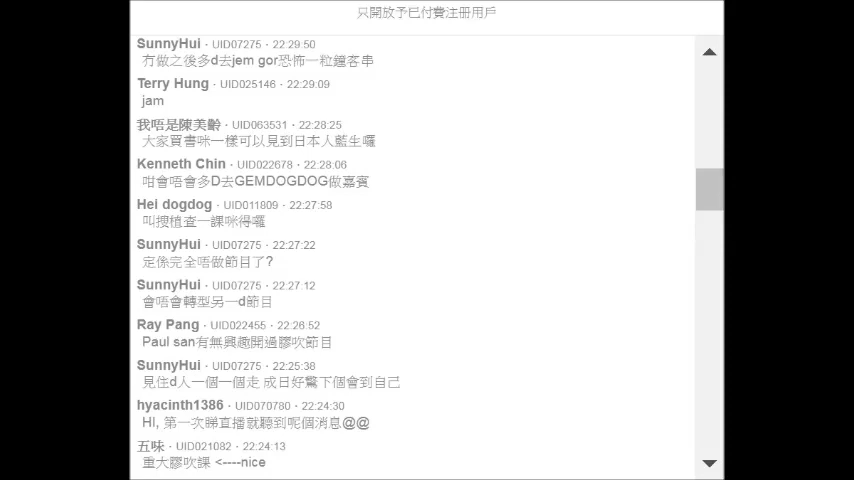 只開放予已付費注册用戶
SunnyHui · UID07275 · 22:29:50
冇做之後多d去jem gor恐怖一粒鐘客串
Terry Hung · UID025146 · 22:29:09
jam
我唔是陳美齡 · UID063531 · 22:28:25
大家買書咪一樣可以見到日本人藍生囉
Kenneth Chin · UID022678 · 22:28:06
咁會唔會多D去GEMDOGDOG做嘉賓
Hei dogdog · UID011809 · 22:27:58
叫搜植查一課咪得囉
SunnyHui · UID07275 · 22:27:22
定係完全唔做節目了?
SunnyHui · UID07275 · 22:27:12
會唔會轉型另一d節目
Ray Pang · UID022455 · 22:26:52
Paul san有無興趣開過膠吹節目
SunnyHui · UID07275 · 22:25:38
見住d人一個一個走 成日好驚下個會到自己
hyacinth1386 · UID070780 · 22:24:30
HI, 第一次睇直播就聽到呢個消息@@
五味 · UID021082 · 22:24:13
重大膠吹課 <----nice